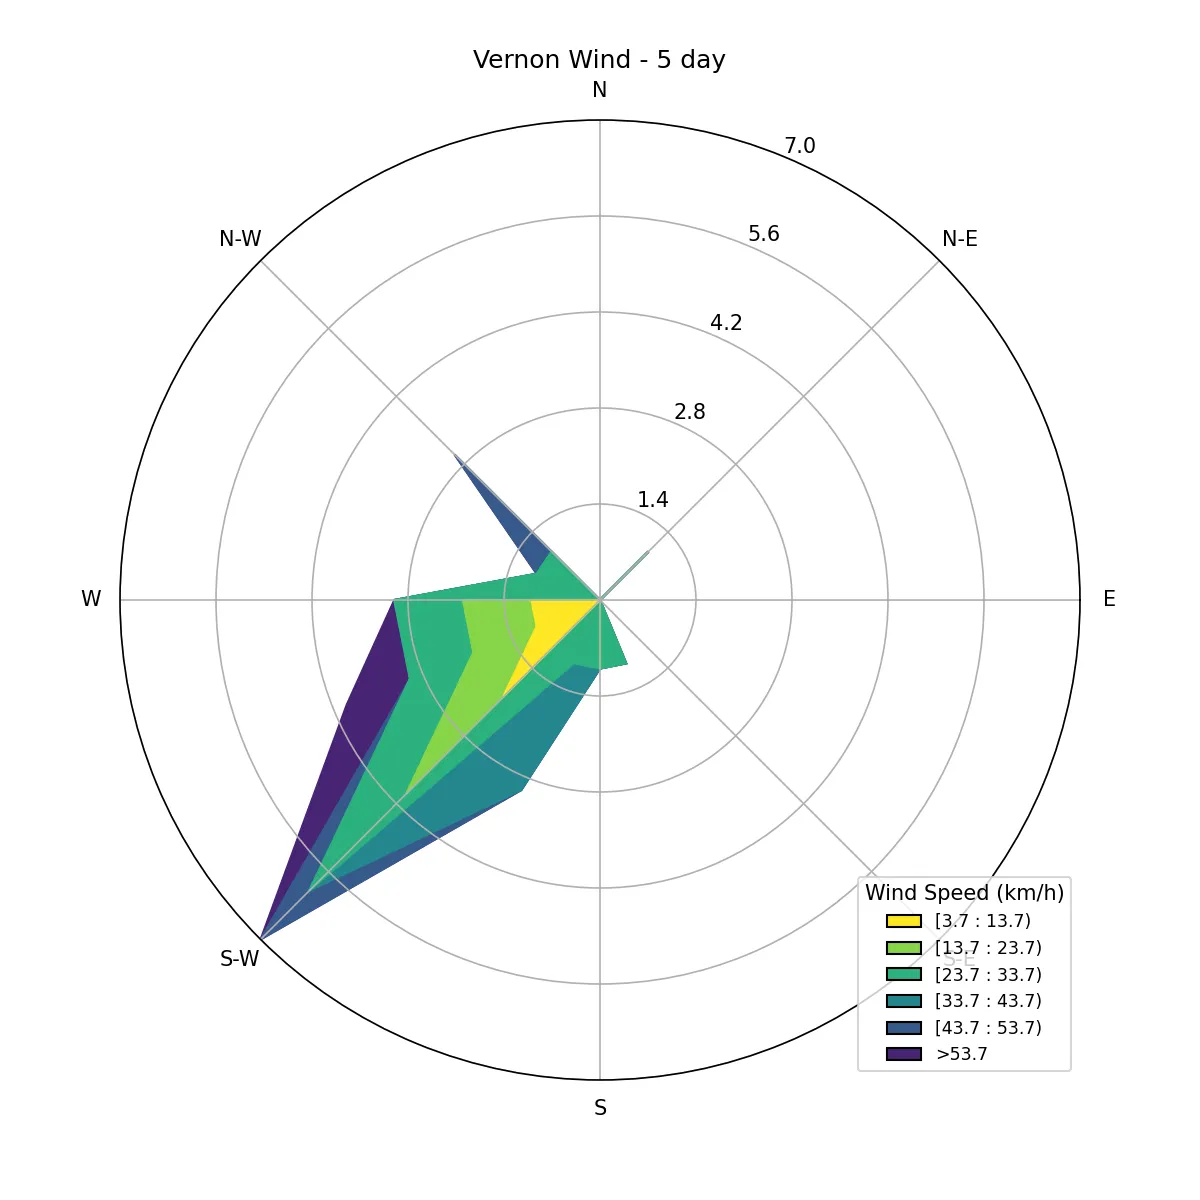 Vernon Wind - 5 day
N
7.0
N-W
5.6
N-E
4.2
2.8
1.4
W
E
S-W
S-E
Wind Speed (km/h)
[3.7 : 13.7)
[13.7 : 23.7)
[23.7 : 33.7)
[33.7 : 43.7)
[43.7 : 53.7)
>53.7
S